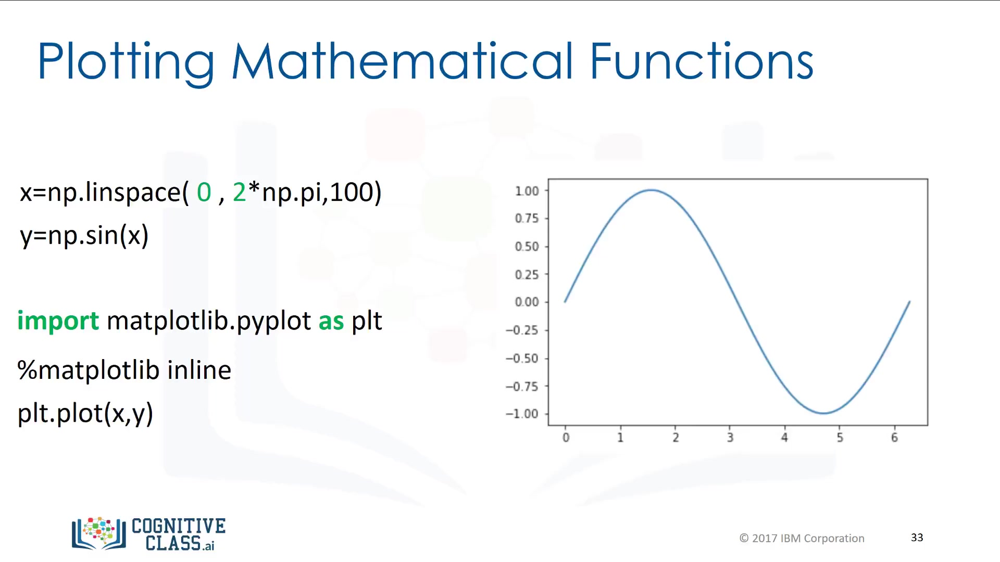 Plotting Mathematical Functions
x=np.linspace( 0 , 2*np.pi,100)
y=np.sin(x)
import matplotlib.pyplot as plt
%matplotlib inline
plt.plot(x,y)
1.00
0.75
0.50
0.25
0.00
−0.25
−0.50
−0.75
−1.00
0 1 2 3 4 5 6
COGNITIVE
CLASS.ai
© 2017 IBM Corporation 33